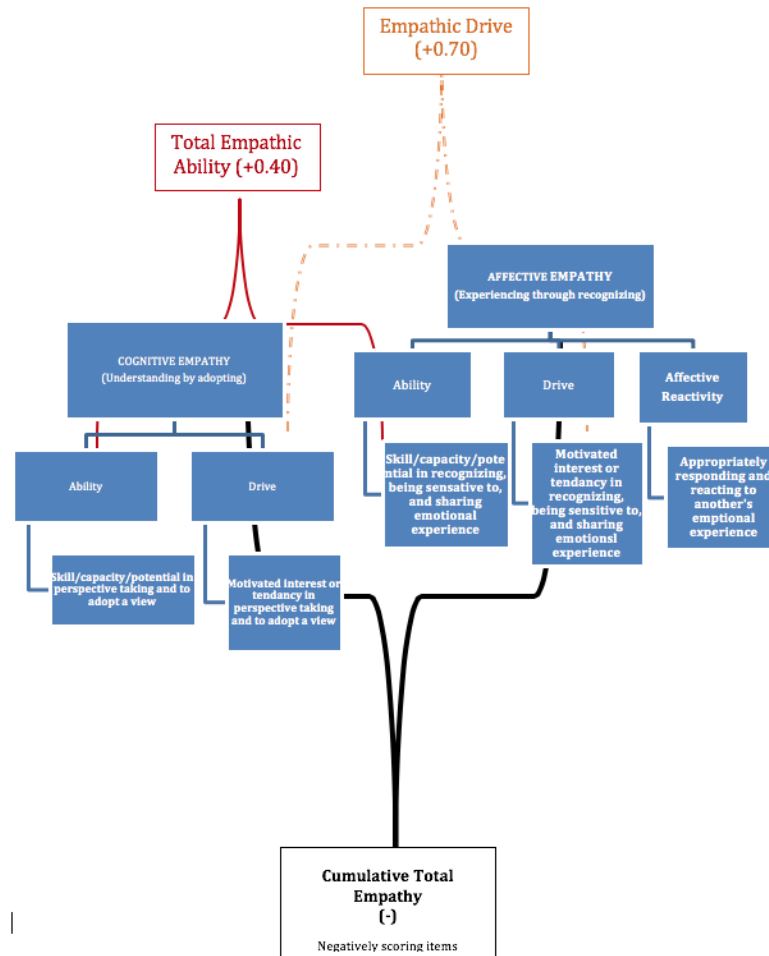 Empathic Drive
(+0.70)
Total Empathic
Ability (+0.40)
AFFECTIVE EMPATHY
(Experiencing through recognizing)
COGNITIVE EMPATHY
(Understanding by adopting)
Ability
Drive
Affective
Reactivity
Skill/capacity/pote
ntial in recognizing,
being sensative to,
and sharing
emotional
experience
Motivated
interest or
tendency in
recognizing,
being sensitive to,
and sharing
emotionsl
experience
Appropriately
responding and
reacting to
another's
emptional
experience
Ability
Drive
Skill/capacity/potential in
perspective taking and to
adopt a view
Motivated interest or
tendency in
perspective taking
and to adopt a view
Cumulative Total
Empathy
(-)
Negatively scoring items